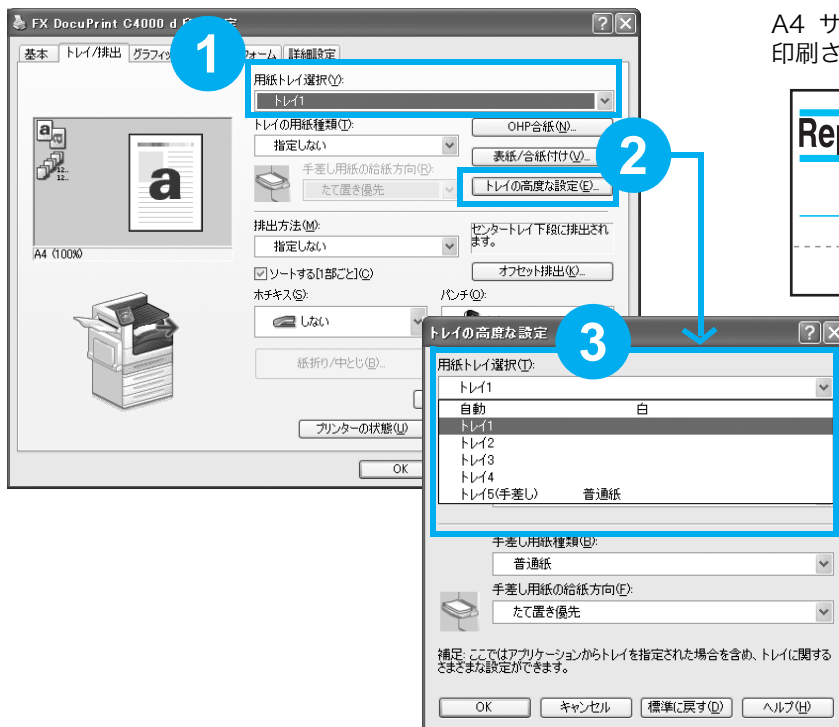 FX DocuPrint C4000 d
基本 トレイ/排出 グラフィッ フォーム 詳細設定
1
用紙トレイ選択(Y):
トレイ1
トレイの用紙種類(T):
指定しない
手差し用紙の給紙方向(R):
たて置き優先
OHP合紙(N)...
表紙/合紙付け(V)...
トレイの高度な設定(E)...
2
a
12..
12..
a
A4 (100%)
排出方法(M):
指定しない
センタートレイ下段に排出され
ます。
ソートする[1部ごと](C)
オフセット排出(K)...
ホチキス(S):
しない
パンチ(O):
紙折り/中とじ(B)...
プリンターの状態(U)
OK
A4 サ
印刷さ
Rep
トレイの高度な設定
3
用紙トレイ選択(T):
トレイ1
自動 白
トレイ1
トレイ2
トレイ3
トレイ4
トレイ5(手差し) 普通紙
手差し用紙種類(B):
普通紙
手差し用紙の給紙方向(F):
たて置き優先
補足: ここではアプリケーションからトレイを指定された場合を含め、トレイに関する
さまざまな設定ができます。
OK キャンセル 標準に戻す(D) ヘルプ(H)